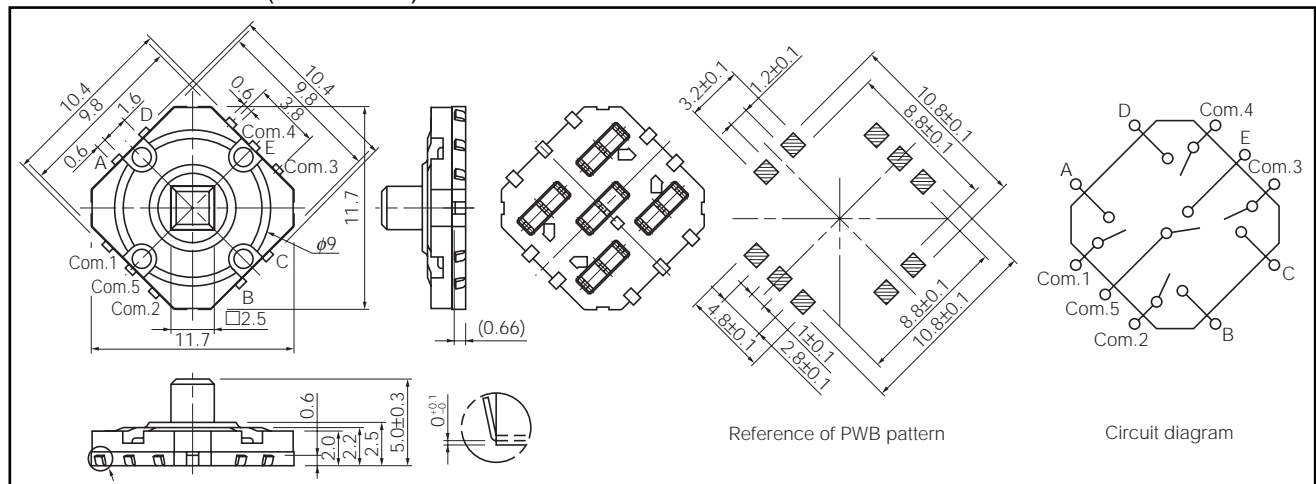 10.4
9.8
1.6
0.6
D
A
0.6
3.8
10.4
9.8
Com.4
E
Com.3
11.7
φ9
C
B
Com.1
Com.5
Com.2
□2.5
11.7
(0.66)
0.6
2.0
2.2
2.5
5.0±0.3
0 +0.1 -0
3.2±0.1
1.2±0.1
10.8±0.1
8.8±0.1
4.8±0.1
1±0.1
2.8±0.1
8.8±0.1
10.8±0.1
Reference of PWB pattern
D
Com.4
E
Com.3
A
Com.1
Com.5
Com.2
C
B
Circuit diagram